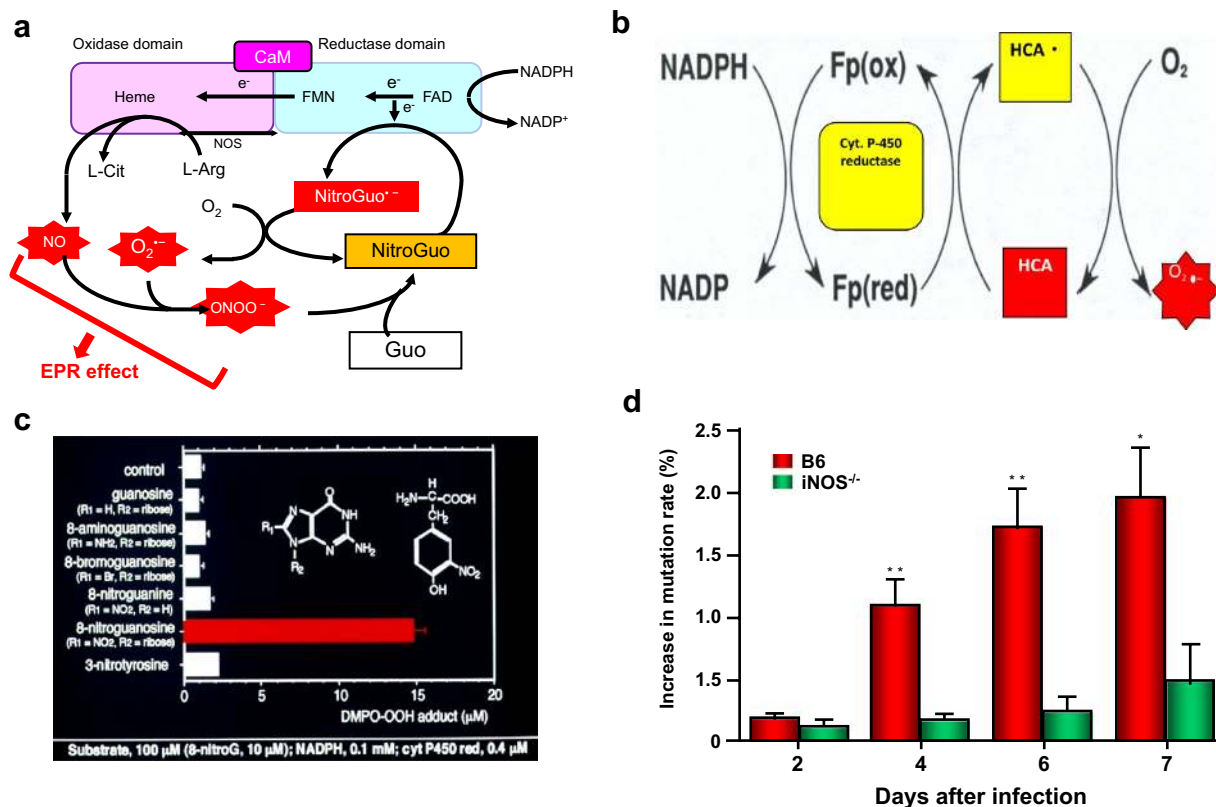 a
Oxidase domain
Reductase domain
CaM
NADPH
e-
e-
Heme
FMN
FAD
e-
NADP+
NOS
L-Cit
L-Arg
NitroGuo•−
O2
NO
O2•−
NitroGuo
ONOO−
Guo
EPR effect
b
NADPH
Fp(ox)
HCA •
O2
Cyt. P-450
reductase
NADP
Fp(red)
HCA
O2•−
c
control
guanosine
(R1 = H, R2 = ribose)
8-aminoguanosine
(R1 = NH2, R2 = ribose)
8-bromoguanosine
(R1 = Br, R2 = ribose)
8-nitroguanine
(R1 = NO2, R2 = H)
8-nitroguanosine
(R1 = NO2, R2 = ribose)
3-nitrotyrosine
O
N
NH
R1
N
N
NH2
R2
H
H2N
COOH
CH2
NO2
OH
0
5
10
15
20
DMPO-OOH adduct (μM)
Substrate, 100 μM (8-nitroG, 10 μM); NADPH, 0.1 mM; cyt P450 red, 0.4 μM
d
Increase in mutation rate (%)
2.5
2.0
1.5
1.0
1.5
0
B6
iNOS-/-
* *
* *
*
2
4
6
7
Days after infection